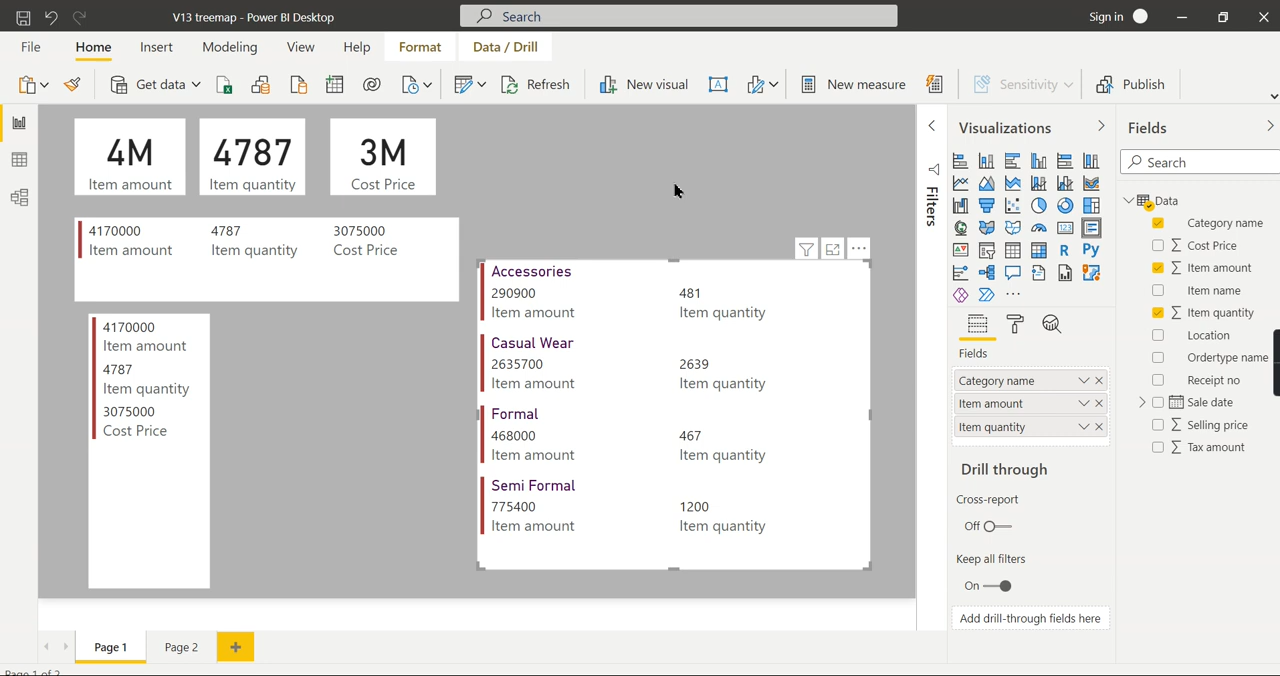 V13 treemap - Power BI Desktop
Search
Sign in
File
Home
Insert
Modeling
View
Help
Format
Data / Drill
Get data
Refresh
New visual
New measure
Sensitivity
Publish
4M
Item amount
4787
Item quantity
3M
Cost Price
4170000
Item amount
4787
Item quantity
3075000
Cost Price
4170000
Item amount
4787
Item quantity
3075000
Cost Price
Accessories
290900
Item amount
481
Item quantity
Casual Wear
2635700
Item amount
2639
Item quantity
Formal
468000
Item amount
467
Item quantity
Semi Formal
775400
Item amount
1200
Item quantity
Filters
Visualizations
123
R
Py
Fields
Category name
Item amount
Item quantity
Drill through
Cross-report
Off
Keep all filters
On
Add drill-through fields here
Fields
Search
Data
Category name
Σ Cost Price
Σ Item amount
Item name
Σ Item quantity
Location
Ordertype name
Receipt no
Sale date
Σ Selling price
Σ Tax amount
Page 1
Page 2
+
Page 1 of 2